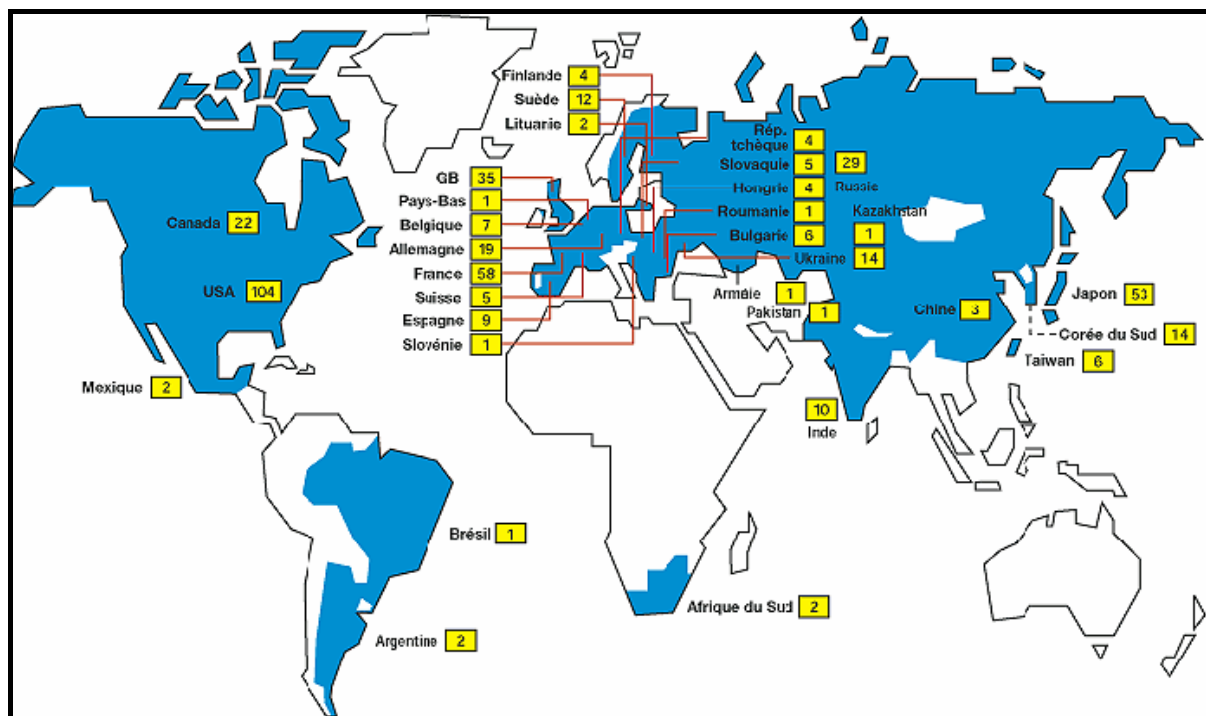 Finlande 4
Suède 12
Lituarie 2
Rép.
tchèque 4
Slovaquie 5 29
Hongrie 4 Russie
Roumanie 1 Kazakhstan
Bulgarie 6 1
Ukraine 14
GB 35
Pays-Bas 1
Belgique 7
Allemagne 19
France 58
Suisse 5
Espagne 9
Slovénie 1
Canada 22
USA 104
Mexique 2
Arménie 1
Pakistan 1
Chine 3
Japon 53
Corée du Sud 14
Taiwan 6
10
Inde
Brésil 1
Afrique du Sud 2
Argentine 2